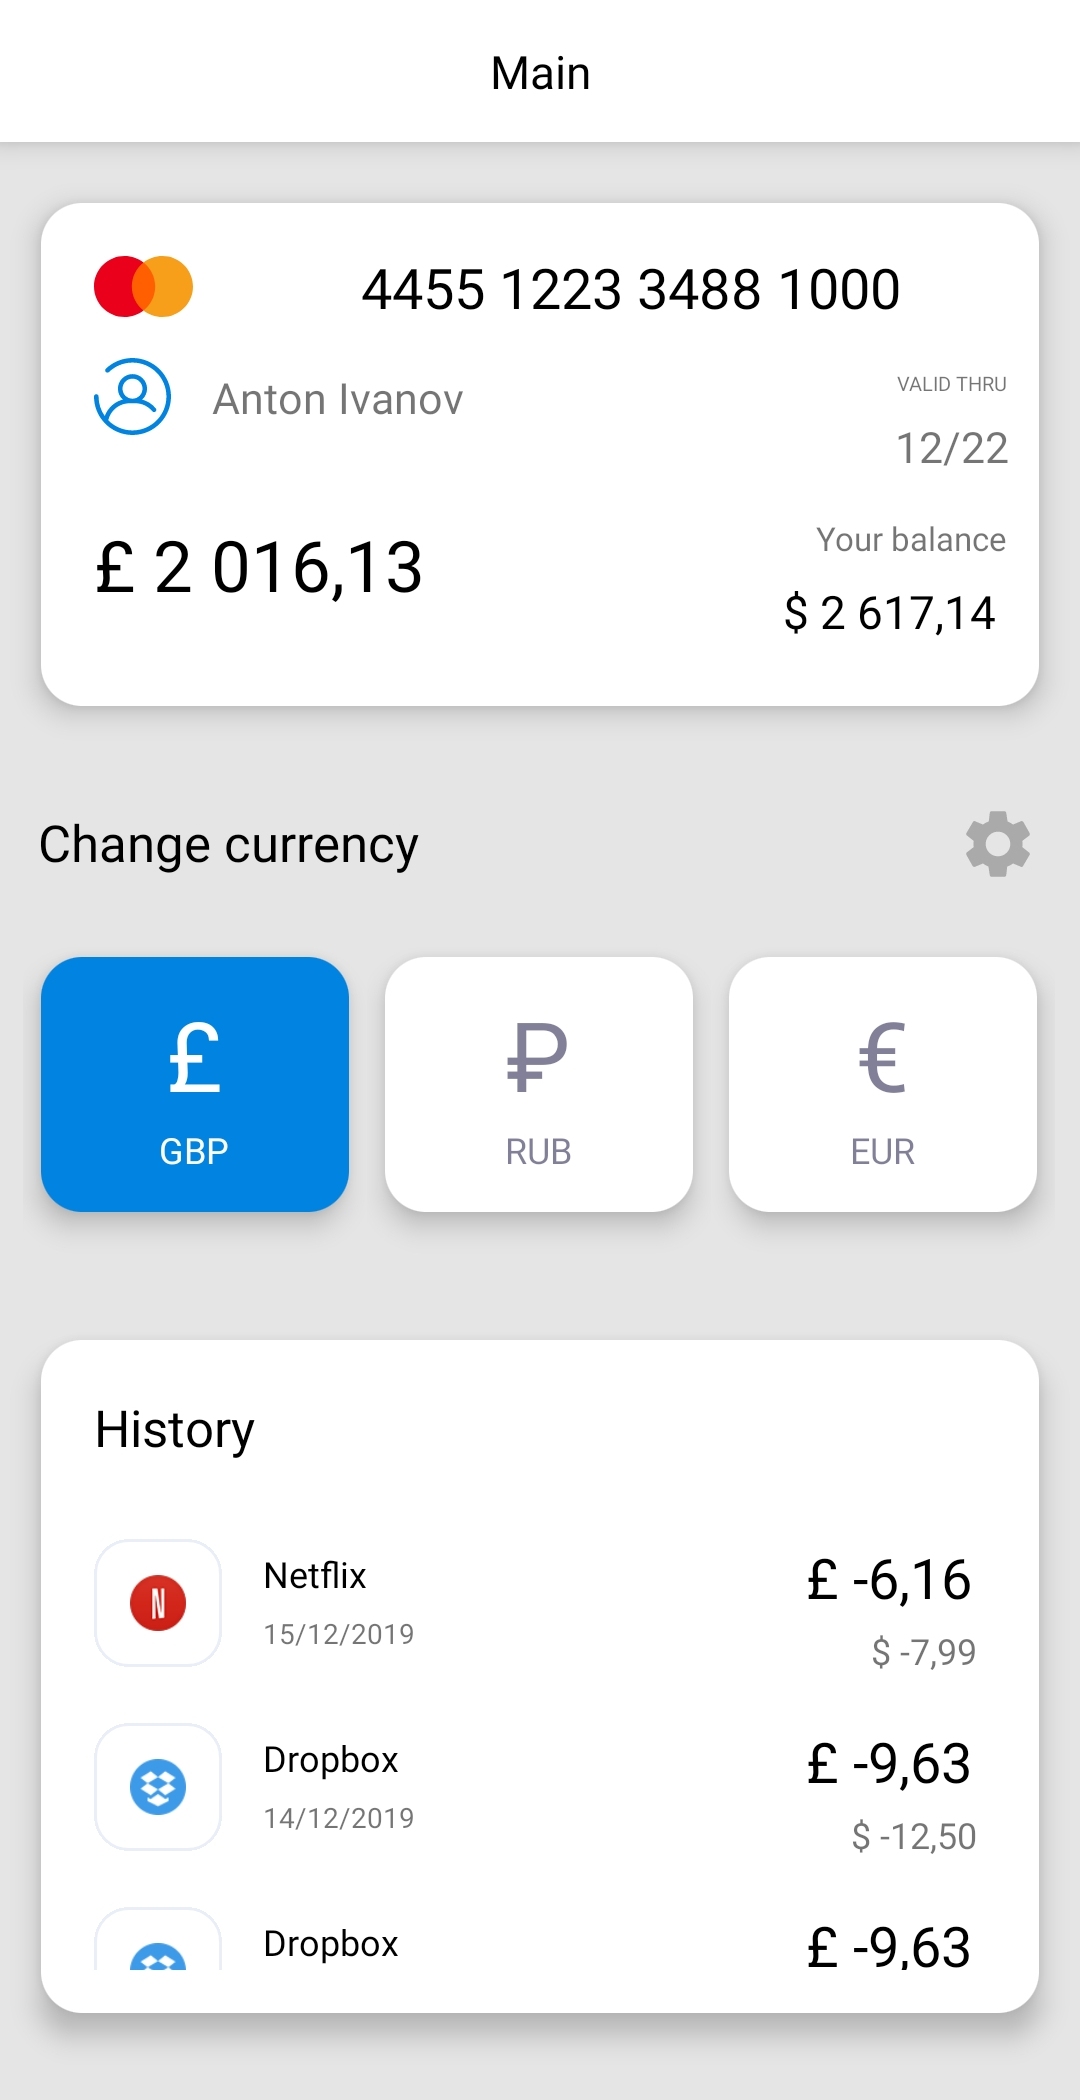 Main
4455 1223 3488 1000
Anton Ivanov
VALID THRU
12/22
£ 2 016,13
Your balance
$ 2 617,14
Change currency
£
GBP
₽
RUB
€
EUR
History
N
Netflix
15/12/2019
£ -6,16
$ -7,99
Dropbox
14/12/2019
£ -9,63
$ -12,50
Dropbox
£ -9,63